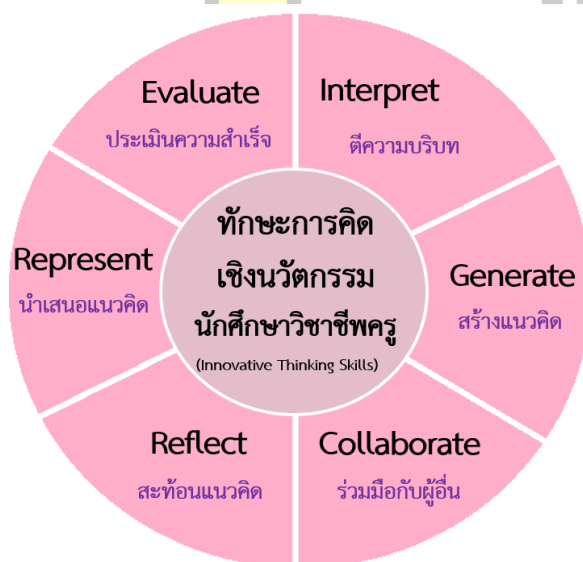 Evaluate
ประเมินความสำเร็จ
Interpret
ตีความบริบท
Represent
นำเสนอแนวคิด
ทักษะการคิด
เชิงนวัตกรรม
นักศึกษาวิชาชีพครู
(Innovative Thinking Skills)
Generate
สร้างแนวคิด
Reflect
สะท้อนแนวคิด
Collaborate
ร่วมมือกับผู้อื่น